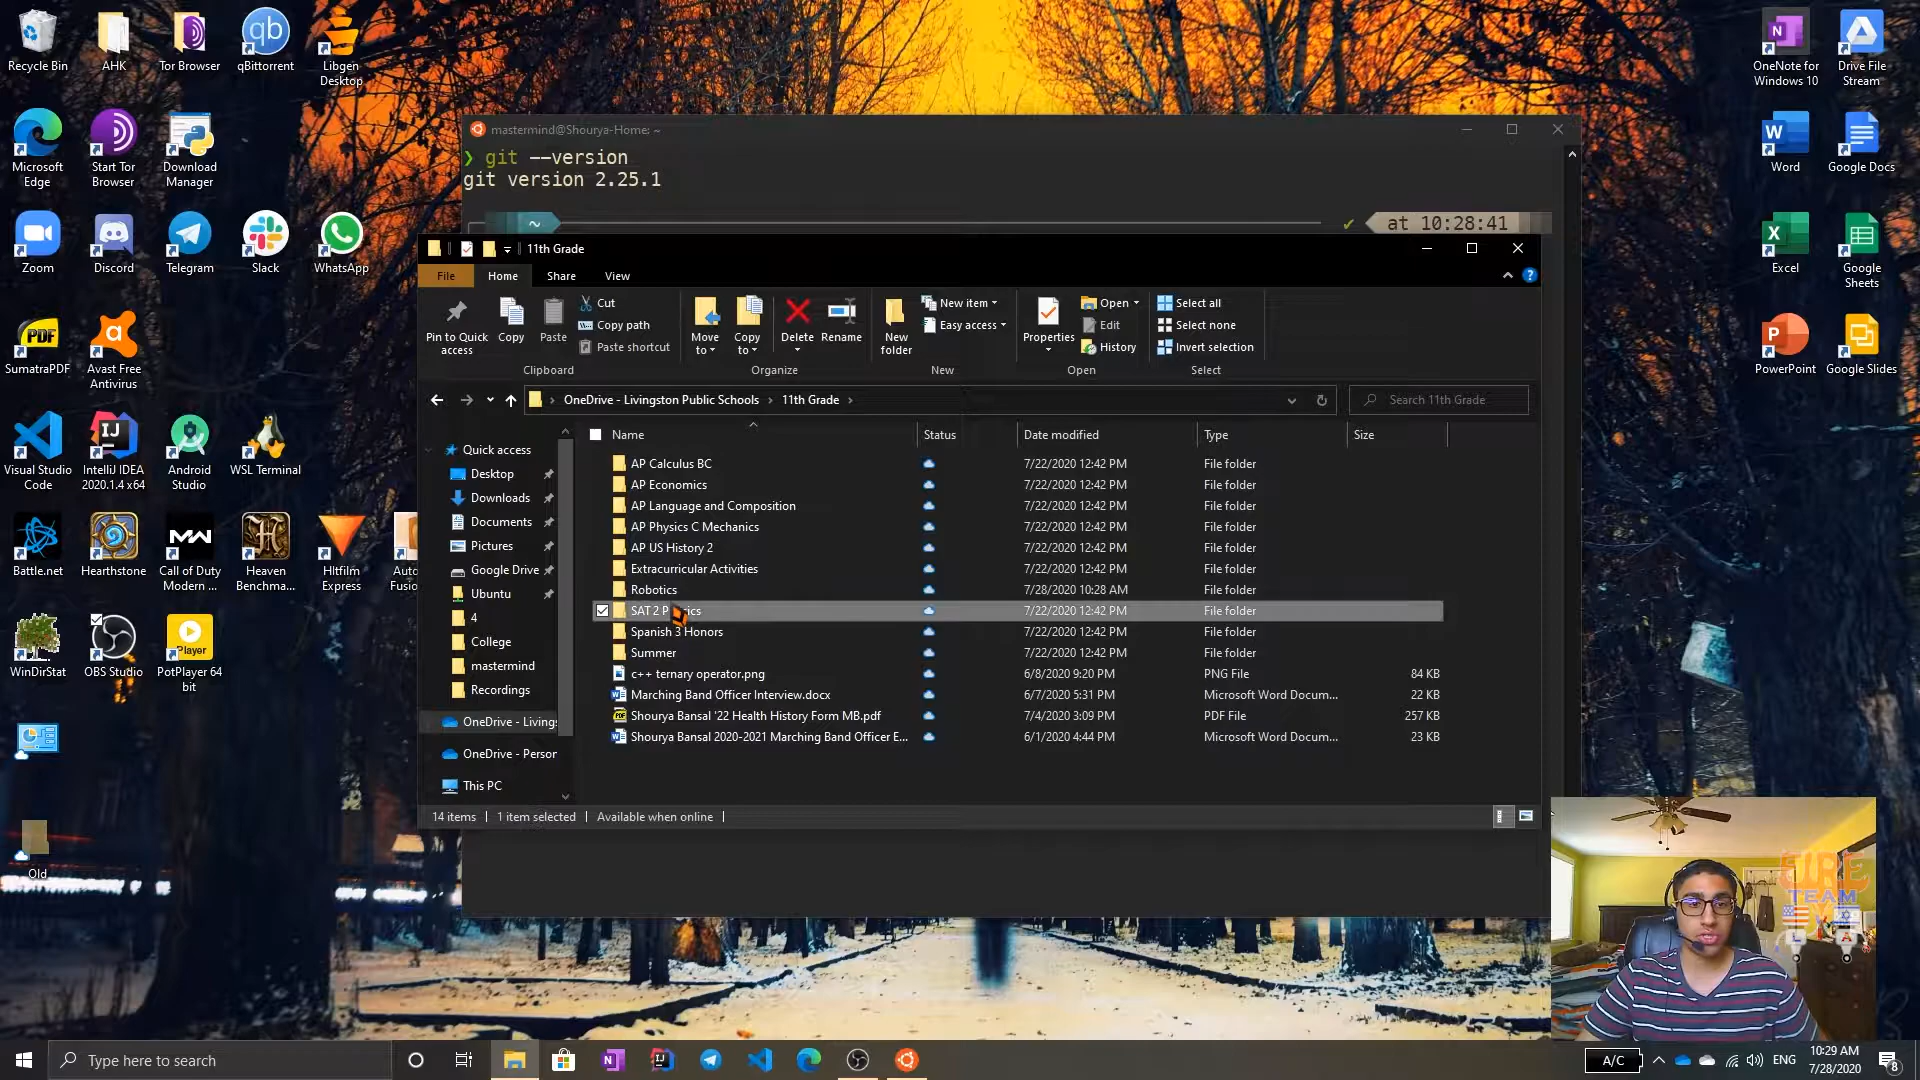 Recycle Bin
AHK
Tor Browser
qBittorrent
Libgen Desktop
Microsoft Edge
Start Tor Browser
Download Manager
Zoom
Discord
Telegram
Slack
WhatsApp
SumatraPDF
Avast Free Antivirus
Visual Studio Code
IntelliJ IDEA 2020.1.4 x64
Android Studio
WSL Terminal
Battle.net
Hearthstone
Call of Duty Modern ...
Heaven Benchma...
HItfilm Express
Auto
Fusio
WinDirStat
OBS Studio
PotPlayer 64 bit
Old
OneNote for Windows 10
Drive File Stream
Word
Google Docs
Excel
Google Sheets
PowerPoint
Google Slides
mastermind@Shourya-Home: ~
❯ git --version
git version 2.25.1
~
✔ at 10:28:41
11th Grade
File Home Share View
Pin to Quick access
Copy
Paste
Cut
Copy path
Paste shortcut
Clipboard
Move to
Copy to
Delete
Rename
Organize
New folder
New item
Easy access
New
Properties
Open
Edit
History
Open
Select all
Select none
Invert selection
Select
OneDrive - Livingston Public Schools › 11th Grade ›
Search 11th Grade
Quick access
Desktop
Downloads
Documents
Pictures
Google Drive
Ubuntu
4
College
mastermind
Recordings
OneDrive - Livings
OneDrive - Person
This PC
Name Status Date modified Type Size
AP Calculus BC 7/22/2020 12:42 PM File folder
AP Economics 7/22/2020 12:42 PM File folder
AP Language and Composition 7/22/2020 12:42 PM File folder
AP Physics C Mechanics 7/22/2020 12:42 PM File folder
AP US History 2 7/22/2020 12:42 PM File folder
Extracurricular Activities 7/22/2020 12:42 PM File folder
Robotics 7/28/2020 10:28 AM File folder
SAT 2 P ics 7/22/2020 12:42 PM File folder
Spanish 3 Honors 7/22/2020 12:42 PM File folder
Summer 7/22/2020 12:42 PM File folder
c++ ternary operator.png 6/8/2020 9:20 PM PNG File 84 KB
Marching Band Officer Interview.docx 6/7/2020 5:31 PM Microsoft Word Docum... 22 KB
Shourya Bansal '22 Health History Form MB.pdf 7/4/2020 3:09 PM PDF File 257 KB
Shourya Bansal 2020-2021 Marching Band Officer E... 6/1/2020 4:44 PM Microsoft Word Docum... 23 KB
14 items 1 item selected Available when online
FIRE
TEAM
Type here to search
A/C
ENG
10:29 AM
7/28/2020
8